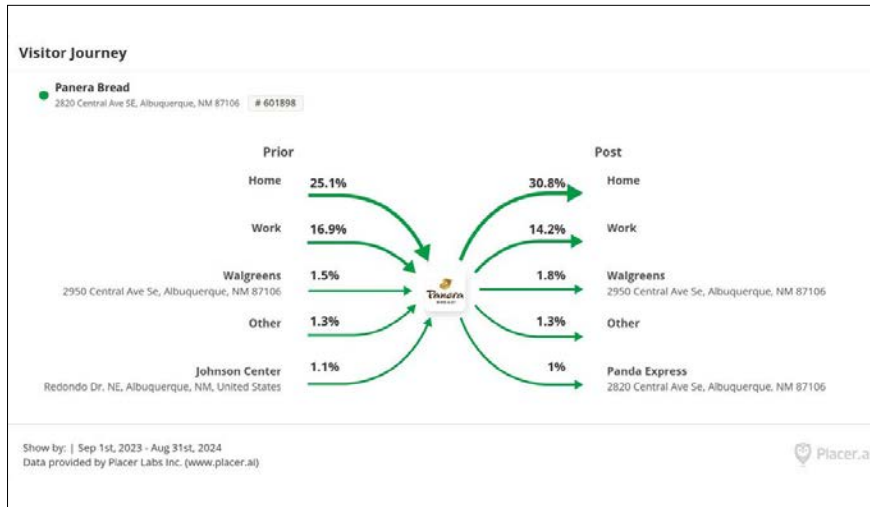 Visitor Journey
Panera Bread
2820 Central Ave SE, Albuquerque, NM 87106 # 601898
Prior Post
Home 25.1% 30.8% Home
Work 16.9% 14.2% Work
Walgreens 1.5% 1.8% Walgreens
2950 Central Ave Se, Albuquerque, NM 87106 2950 Central Ave Se, Albuquerque, NM 87106
Panera
Other 1.3% 1.3% Other
Johnson Center 1.1% 1% Panda Express
Redondo Dr. NE, Albuquerque, NM, United States 2820 Central Ave Se, Albuquerque, NM 87106
Show by: | Sep 1st, 2023 - Aug 31st, 2024
Data provided by Placer Labs Inc. (www.placer.ai)
Placer.a